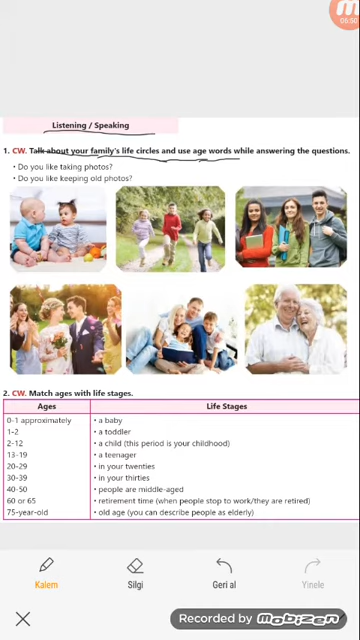 06:50
Listening / Speaking
1. CW. Talk about your family's life circles and use age words while answering the questions.
• Do you like taking photos?
• Do you like keeping old photos?
2. CW. Match ages with life stages.
Ages Life Stages
0-1 approximately • a baby
1-2 • a toddler
2-12 • a child (this period is your childhood)
13-19 • a teenager
20-29 • in your twenties
30-39 • in your thirties
40-50 • people are middle-aged
60 or 65 • retirement time (when people stop to work/they are retired)
75-year-old • old age (you can describe people as elderly)
Kalem Silgi Geri al Yinele
Recorded by Mobizen